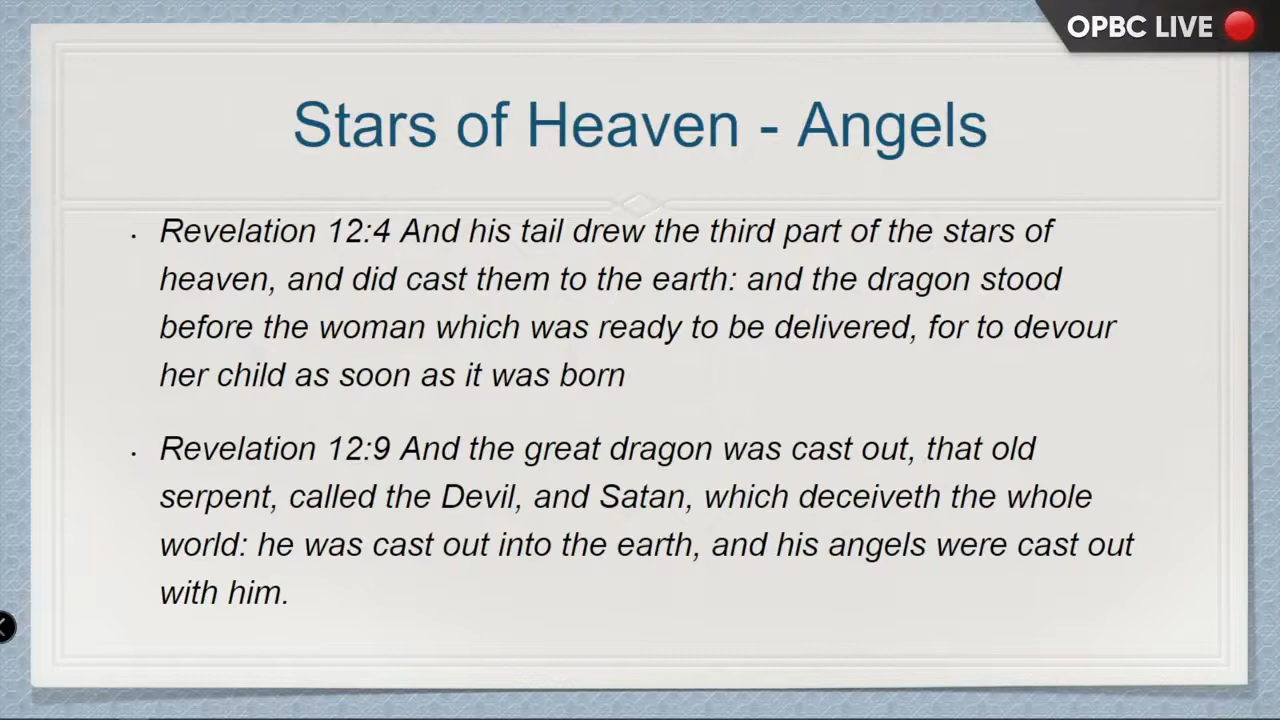 OPBC LIVE
Stars of Heaven - Angels
• Revelation 12:4 And his tail drew the third part of the stars of
heaven, and did cast them to the earth: and the dragon stood
before the woman which was ready to be delivered, for to devour
her child as soon as it was born
• Revelation 12:9 And the great dragon was cast out, that old
serpent, called the Devil, and Satan, which deceiveth the whole
world: he was cast out into the earth, and his angels were cast out
with him.